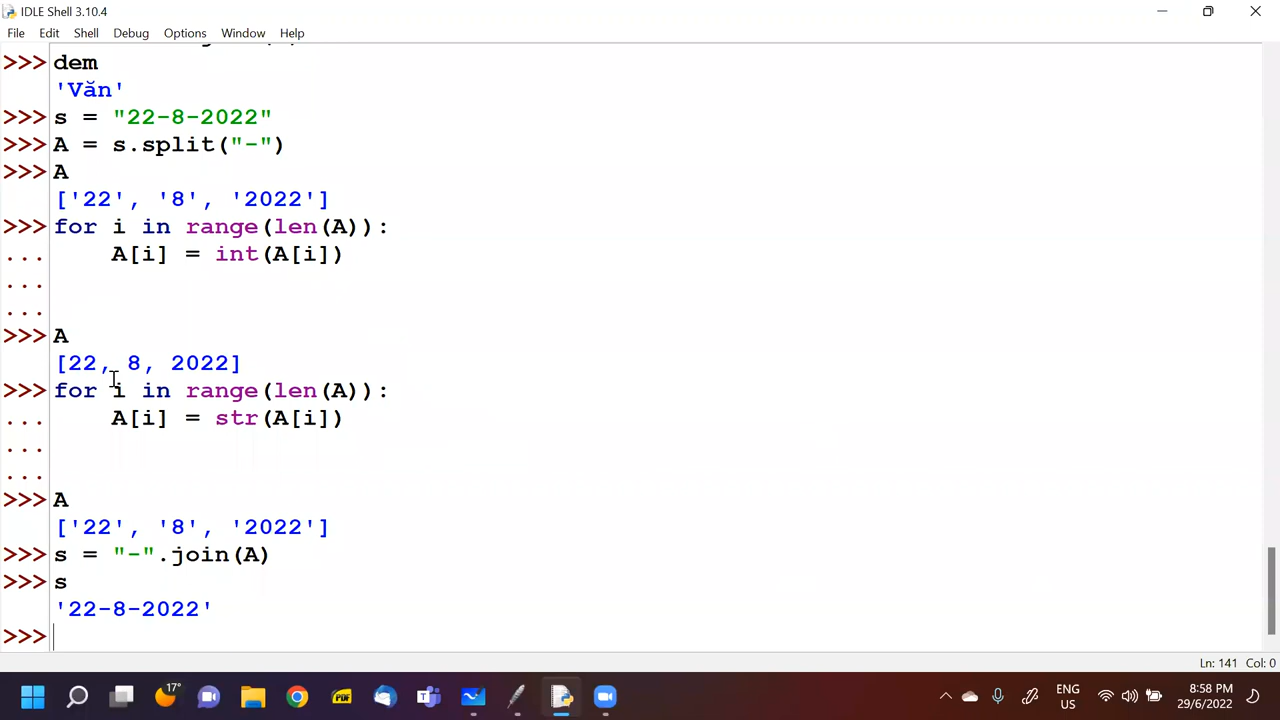 IDLE Shell 3.10.4
File Edit Shell Debug Options Window Help
>>> dem
'Văn'
>>> s = "22-8-2022"
>>> A = s.split("-")
>>> A
['22', '8', '2022']
>>> for i in range(len(A)):
... A[i] = int(A[i])
...
...
>>> A
[22, 8, 2022]
>>> for i in range(len(A)):
... A[i] = str(A[i])
...
...
>>> A
['22', '8', '2022']
>>> s = "-".join(A)
>>> s
'22-8-2022'
>>>
Ln: 141 Col: 0
17°
PDF
ENG
US
8:58 PM
29/6/2022